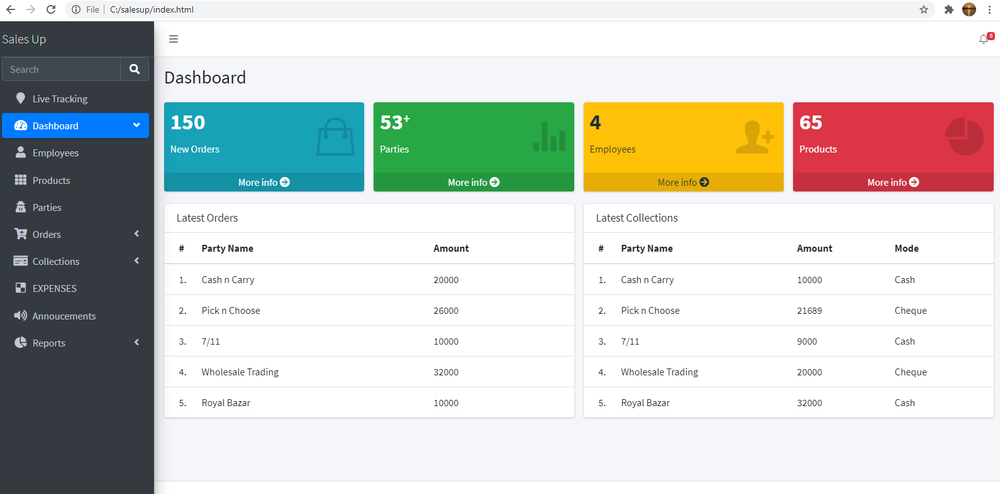 File | C:/salesup/index.html
Sales Up
3
Search
Live Tracking
Dashboard
Employees
Products
Parties
Orders
Collections
EXPENSES
Annoucements
Reports
Dashboard
150
New Orders
More info
53+
Parties
More info
4
Employees
More info
65
Products
More info
Latest Orders
# Party Name Amount
1. Cash n Carry 20000
2. Pick n Choose 26000
3. 7/11 10000
4. Wholesale Trading 32000
5. Royal Bazar 10000
Latest Collections
# Party Name Amount Mode
1. Cash n Carry 10000 Cash
2. Pick n Choose 21689 Cheque
3. 7/11 9000 Cash
4. Wholesale Trading 20000 Cheque
5. Royal Bazar 32000 Cash